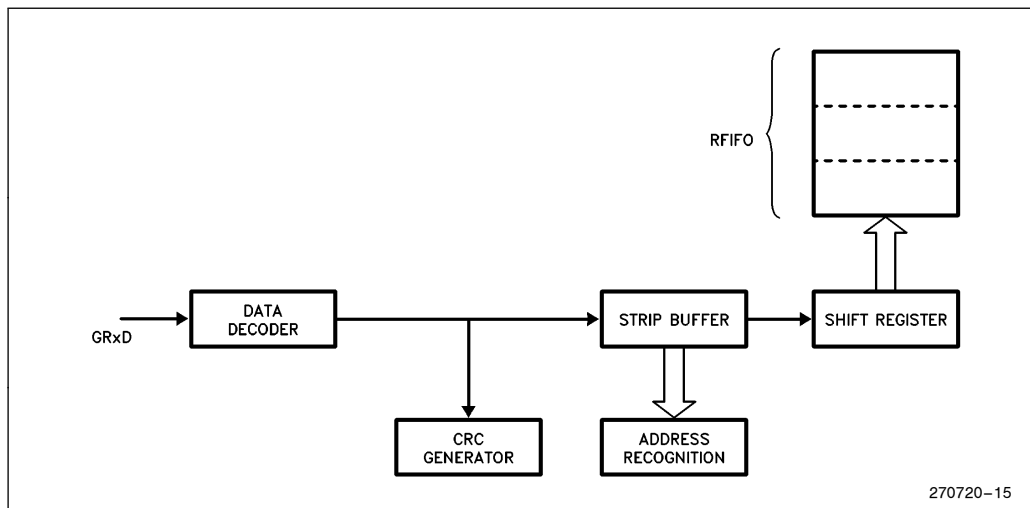 RFIFO
GRxD
DATA
DECODER
STRIP BUFFER
SHIFT REGISTER
CRC
GENERATOR
ADDRESS
RECOGNITION
270720-15